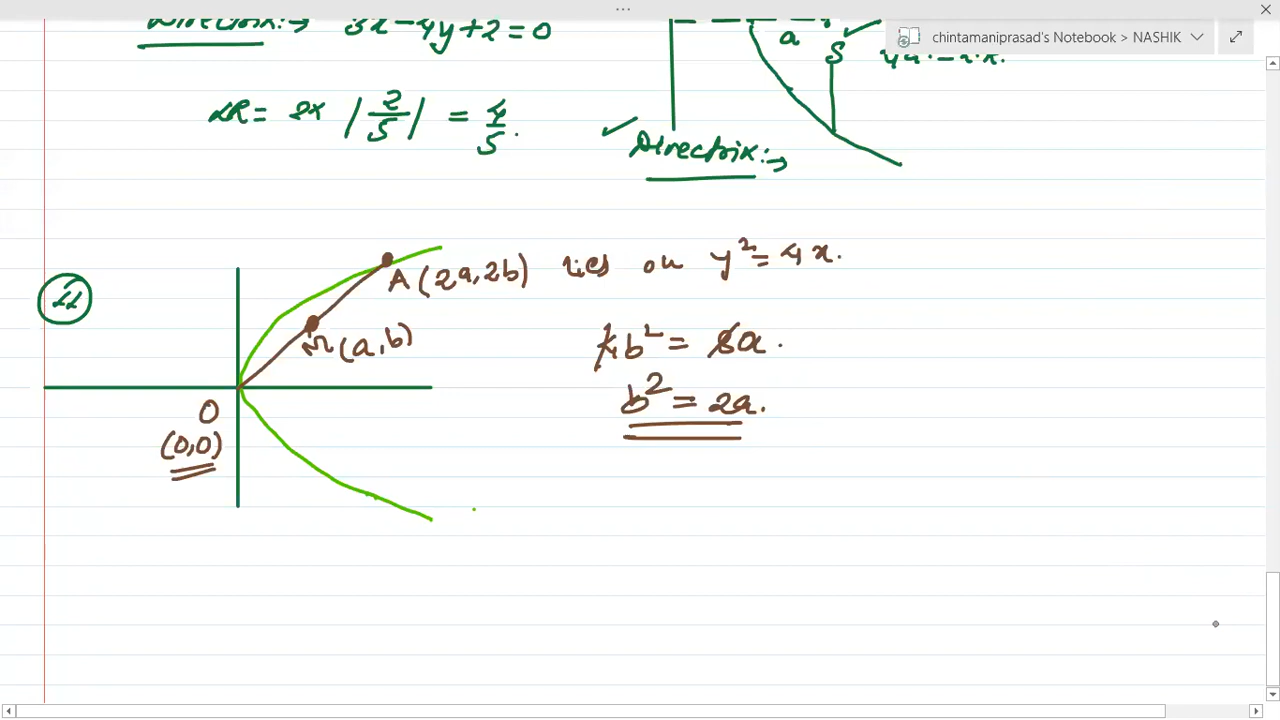 chintamaniprasad's Notebook > NASHIK
Directrix:→ 3x-4y+2=0
a
S
LR = 2x |2/5| = 4/5.
Directrix:→
A(2a,2b) lies on y²=4x.
M(a,b)
4b² = 8a.
b² = 2a.
O
(0,0)